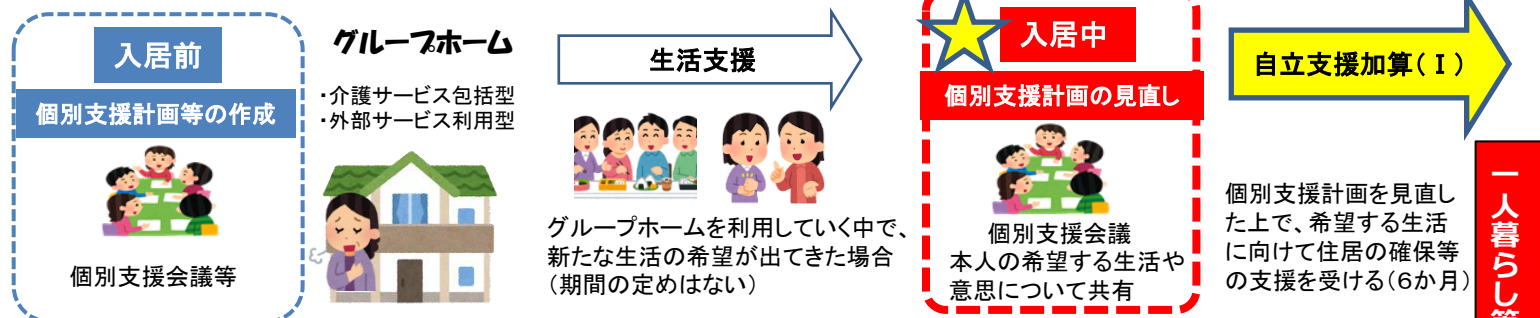 入居前
個別支援計画等の作成
個別支援会議等
グループホーム
・介護サービス包括型
・外部サービス利用型
生活支援
グループホームを利用していく中で、
新たな生活の希望が出てきた場合
（期間の定めはない）
入居中
個別支援計画の見直し
個別支援会議
本人の希望する生活や
意思について共有
自立支援加算（Ⅰ）
個別支援計画を見直し
た上で、希望する生活
に向けて住居の確保等
の支援を受ける（6か月）
一人暮らし等